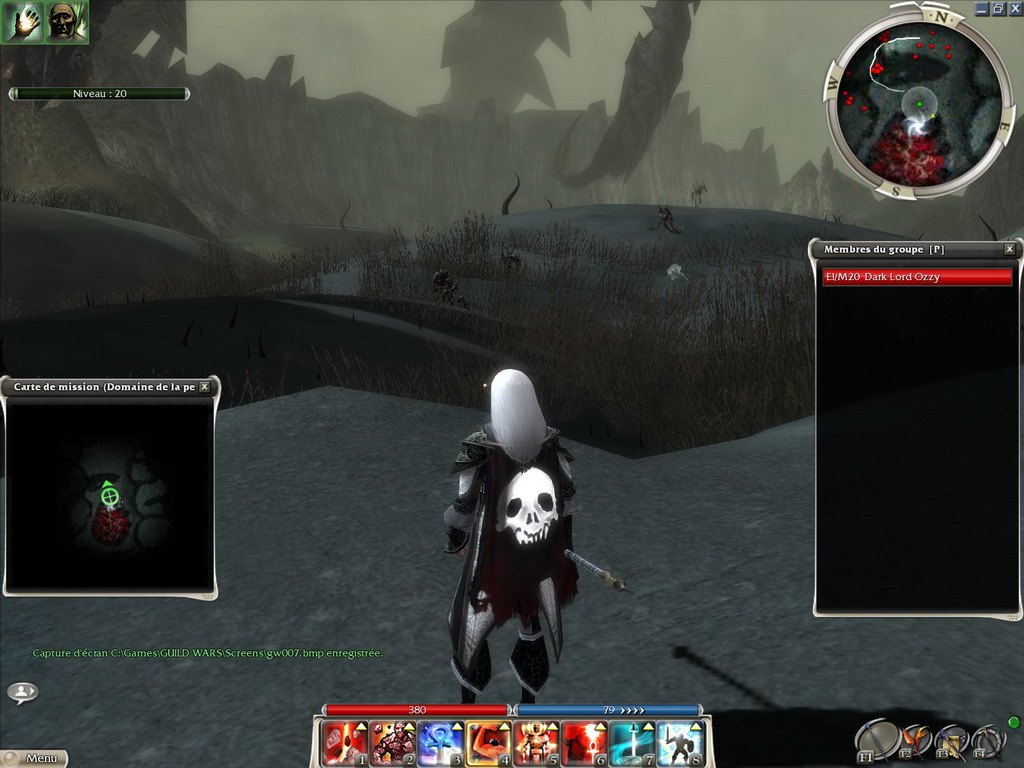 N
Niveau : 20
W
E
S
Membres du groupe [P]
El/M20 Dark Lord Ozzy
Carte de mission (Domaine de la pe
Capture d'écran C:\Games\GUILD WARS\Screens\gw007.bmp enregistrée.
380
79
1 2 3 4 5 6 7 8
F1 F2 F3 F4
Menu